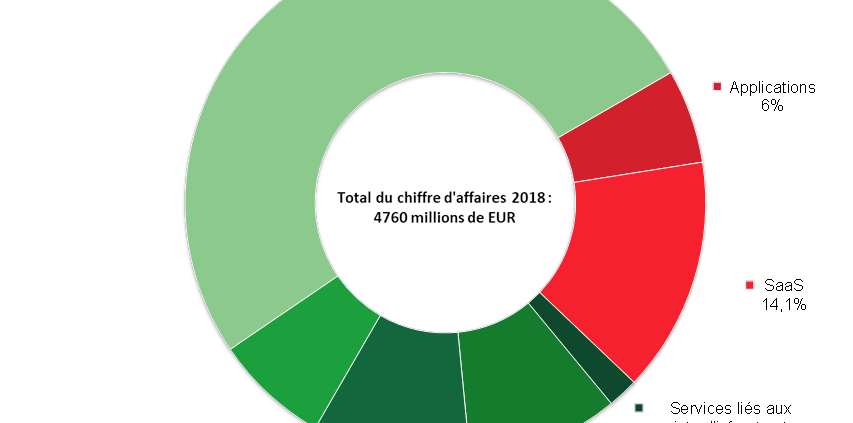 Applications
6%
Total du chiffre d'affaires 2018 :
4760 millions de EUR
SaaS
14,1%
Services liés aux